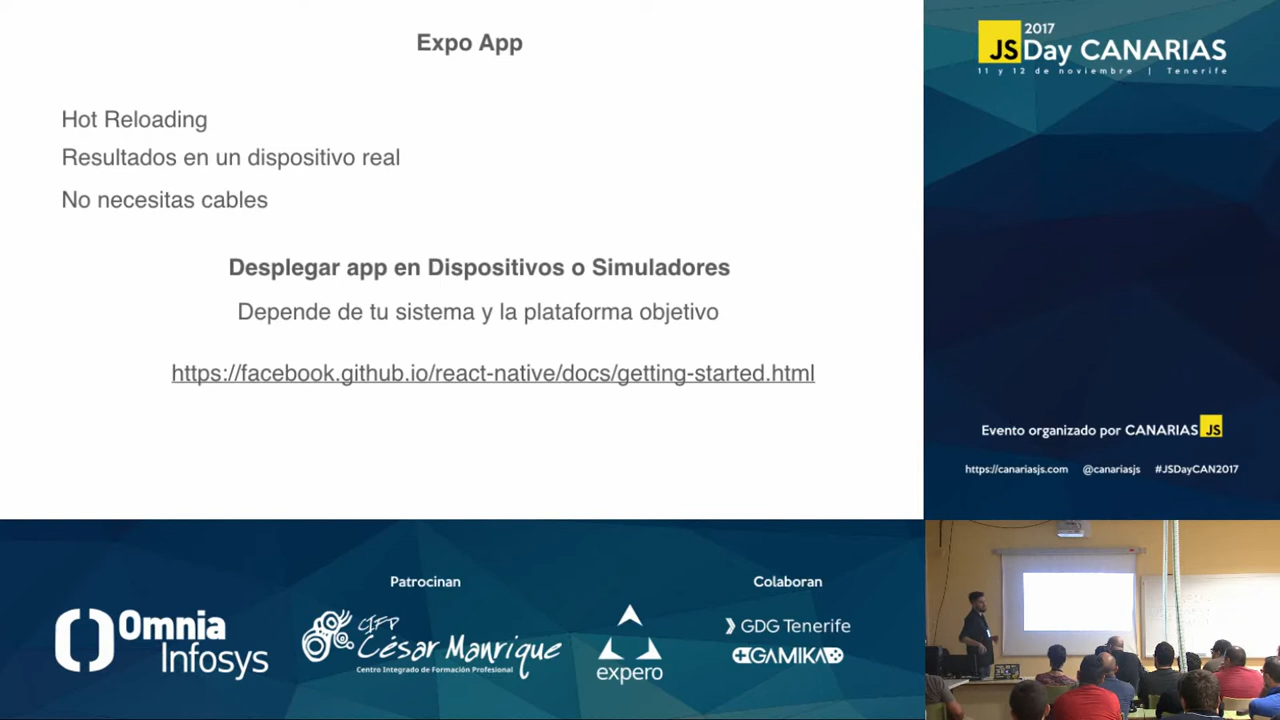 Expo App
Hot Reloading
Resultados en un dispositivo real
No necesitas cables
Desplegar app en Dispositivos o Simuladores
Depende de tu sistema y la plataforma objetivo
https://facebook.github.io/react-native/docs/getting-started.html
2017
JSDay CANARIAS
11 y 12 de noviembre | Tenerife
Evento organizado por CANARIAS JS
https://canariasjs.com @canariasjs #JSDayCAN2017
Patrocinan
Colaboran
Omnia
Infosys
CIFP
César Manrique
Centro Integrado de Formación Profesional
expero
GDG Tenerife
GAMIKA